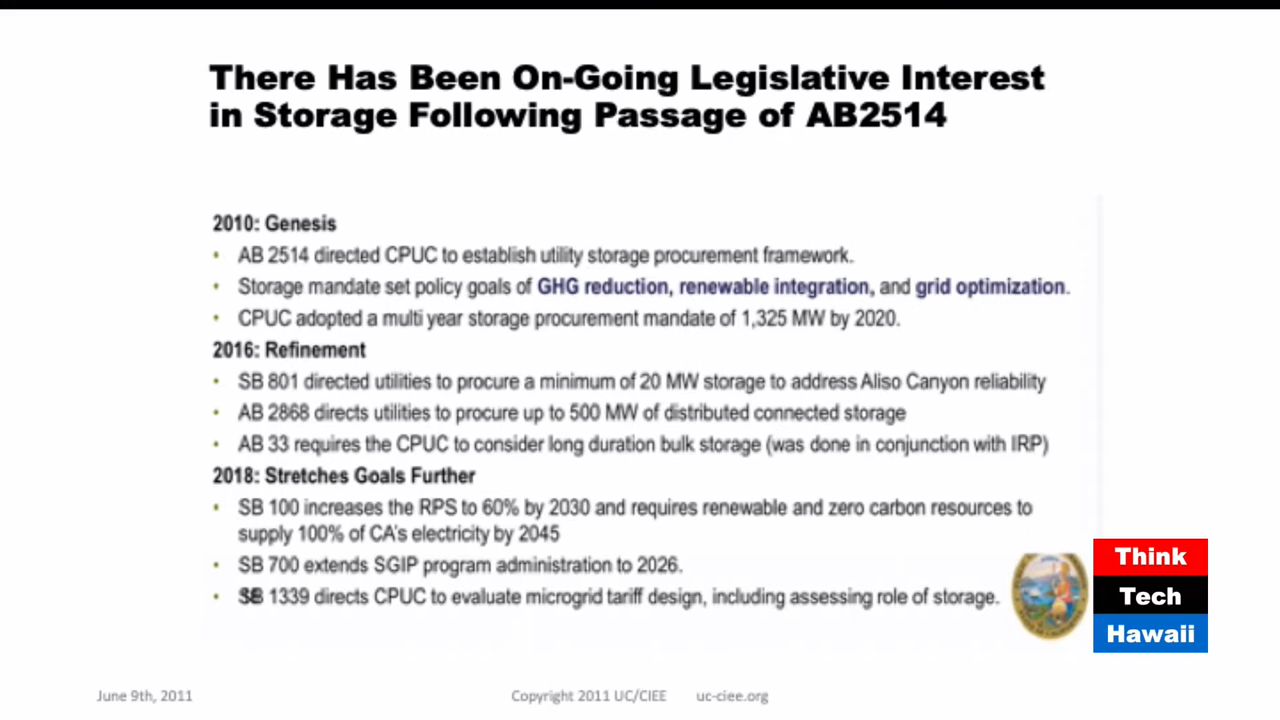 There Has Been On-Going Legislative Interest
in Storage Following Passage of AB2514
2010: Genesis
• AB 2514 directed CPUC to establish utility storage procurement framework.
• Storage mandate set policy goals of GHG reduction, renewable integration, and grid optimization.
• CPUC adopted a multi year storage procurement mandate of 1,325 MW by 2020.
2016: Refinement
• SB 801 directed utilities to procure a minimum of 20 MW storage to address Aliso Canyon reliability
• AB 2868 directs utilities to procure up to 500 MW of distributed connected storage
• AB 33 requires the CPUC to consider long duration bulk storage (was done in conjunction with IRP)
2018: Stretches Goals Further
• SB 100 increases the RPS to 60% by 2030 and requires renewable and zero carbon resources to
supply 100% of CA's electricity by 2045
• SB 700 extends SGIP program administration to 2026.
• SB 1339 directs CPUC to evaluate microgrid tariff design, including assessing role of storage.
Think
Tech
Hawaii
June 9th, 2011
Copyright 2011 UC/CIEE uc-ciee.org